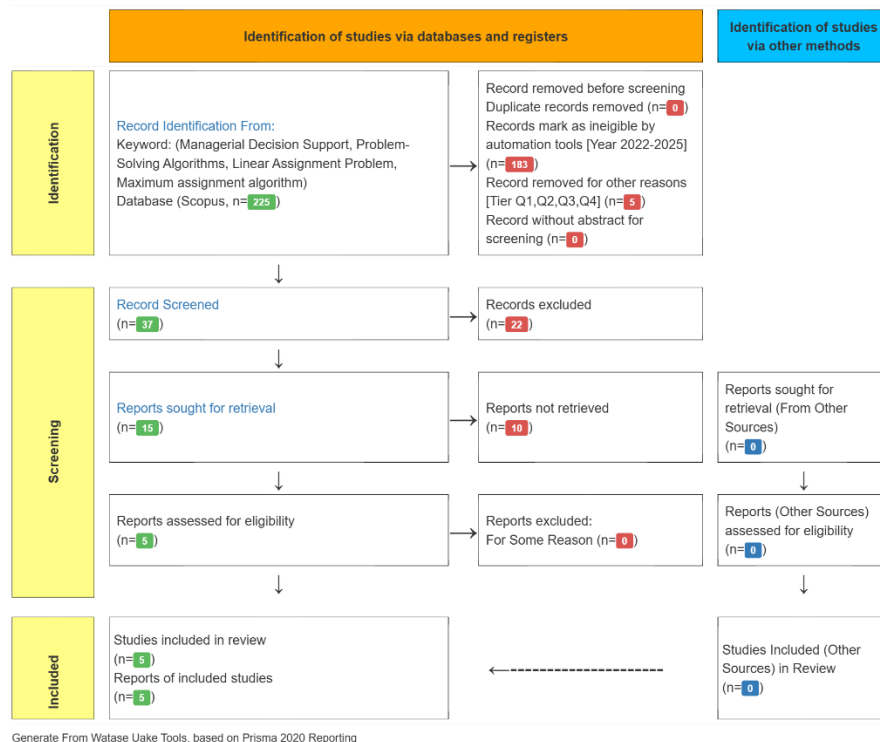 Identification of studies via databases and registers
Identification of studies
via other methods
Identification
Record Identification From:
Keyword: (Managerial Decision Support, Problem-
Solving Algorithms, Linear Assignment Problem,
Maximum assignment algorithm)
Database (Scopus, n= 225 )
Record removed before screening
Duplicate records removed (n= 0 )
Records mark as ineigible by
automation tools [Year 2022-2025]
(n= 183 )
Record removed for other reasons
[Tier Q1,Q2,Q3,Q4] (n= 5 )
Record without abstract for
screening (n= 0 )
Screening
Record Screened
(n= 37 )
Records excluded
(n= 22 )
Reports sought for retrieval
(n= 15 )
Reports not retrieved
(n= 10 )
Reports sought for
retrieval (From Other
Sources)
(n= 0 )
Reports assessed for eligibility
(n= 5 )
Reports excluded:
For Some Reason (n= 0 )
Reports (Other Sources)
assessed for eligibility
(n= 0 )
Included
Studies included in review
(n= 5 )
Reports of included studies
(n= 5 )
Studies Included (Other
Sources) in Review
(n= 0 )
Generate From Watase Uake Tools, based on Prisma 2020 Reporting